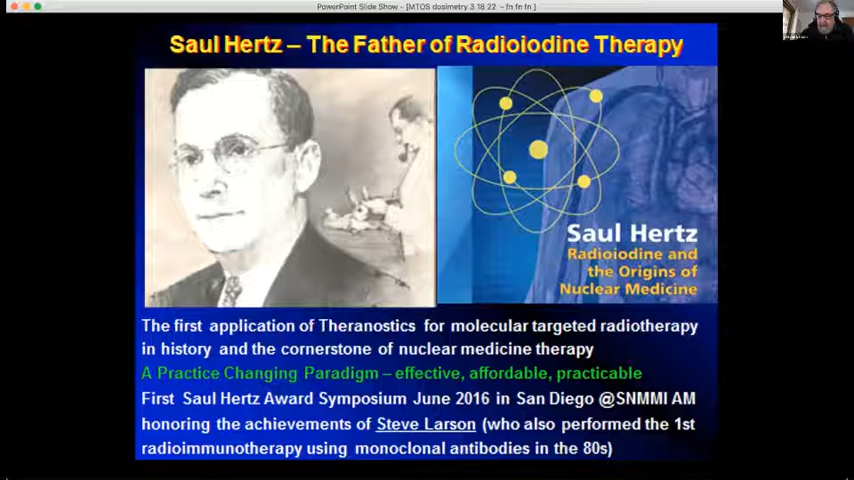 PowerPoint Slide Show - [MTOS dosimetry 3 18 22 - fn fn fn ]
Saul Hertz – The Father of Radioiodine Therapy
Saul Hertz
Radioiodine and
the Origins of
Nuclear Medicine
The first application of Theranostics for molecular targeted radiotherapy
in history and the cornerstone of nuclear medicine therapy
A Practice Changing Paradigm – effective, affordable, practicable
First Saul Hertz Award Symposium June 2016 in San Diego @SNMMI AM
honoring the achievements of Steve Larson (who also performed the 1st
radioimmunotherapy using monoclonal antibodies in the 80s)